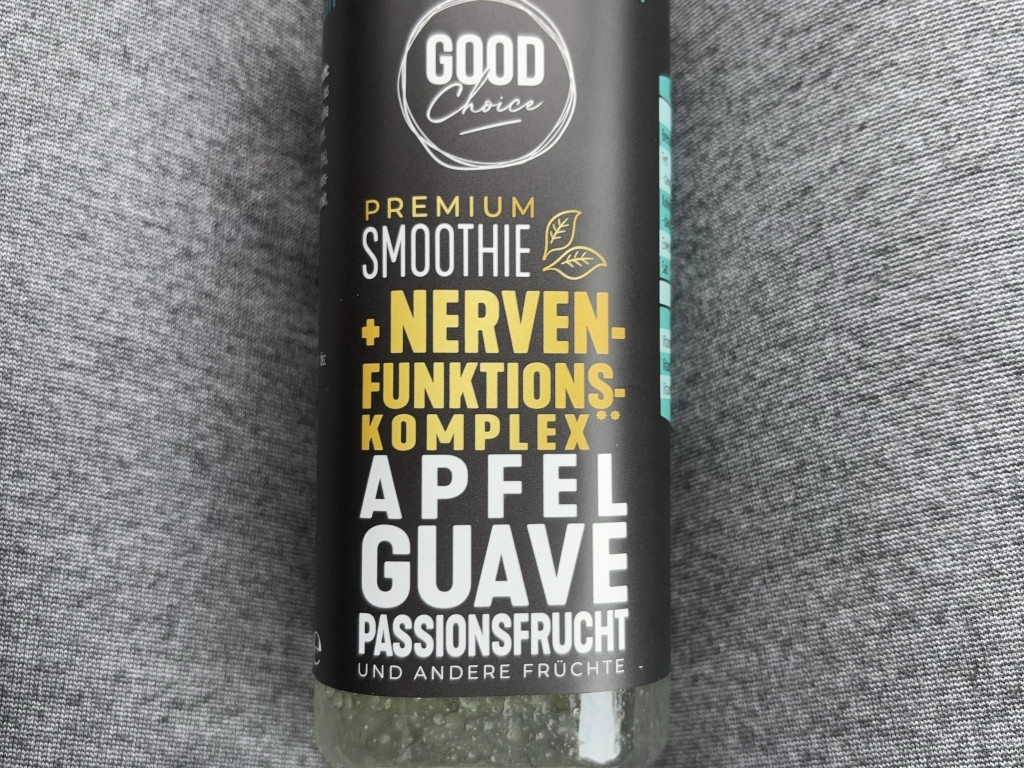 GOOD
Choice
PREMIUM
SMOOTHIE
+ NERVEN-
FUNKTIONS-
KOMPLEX**
APFEL
GUAVE
PASSIONSFRUCHT
UND ANDERE FRÜCHTE -